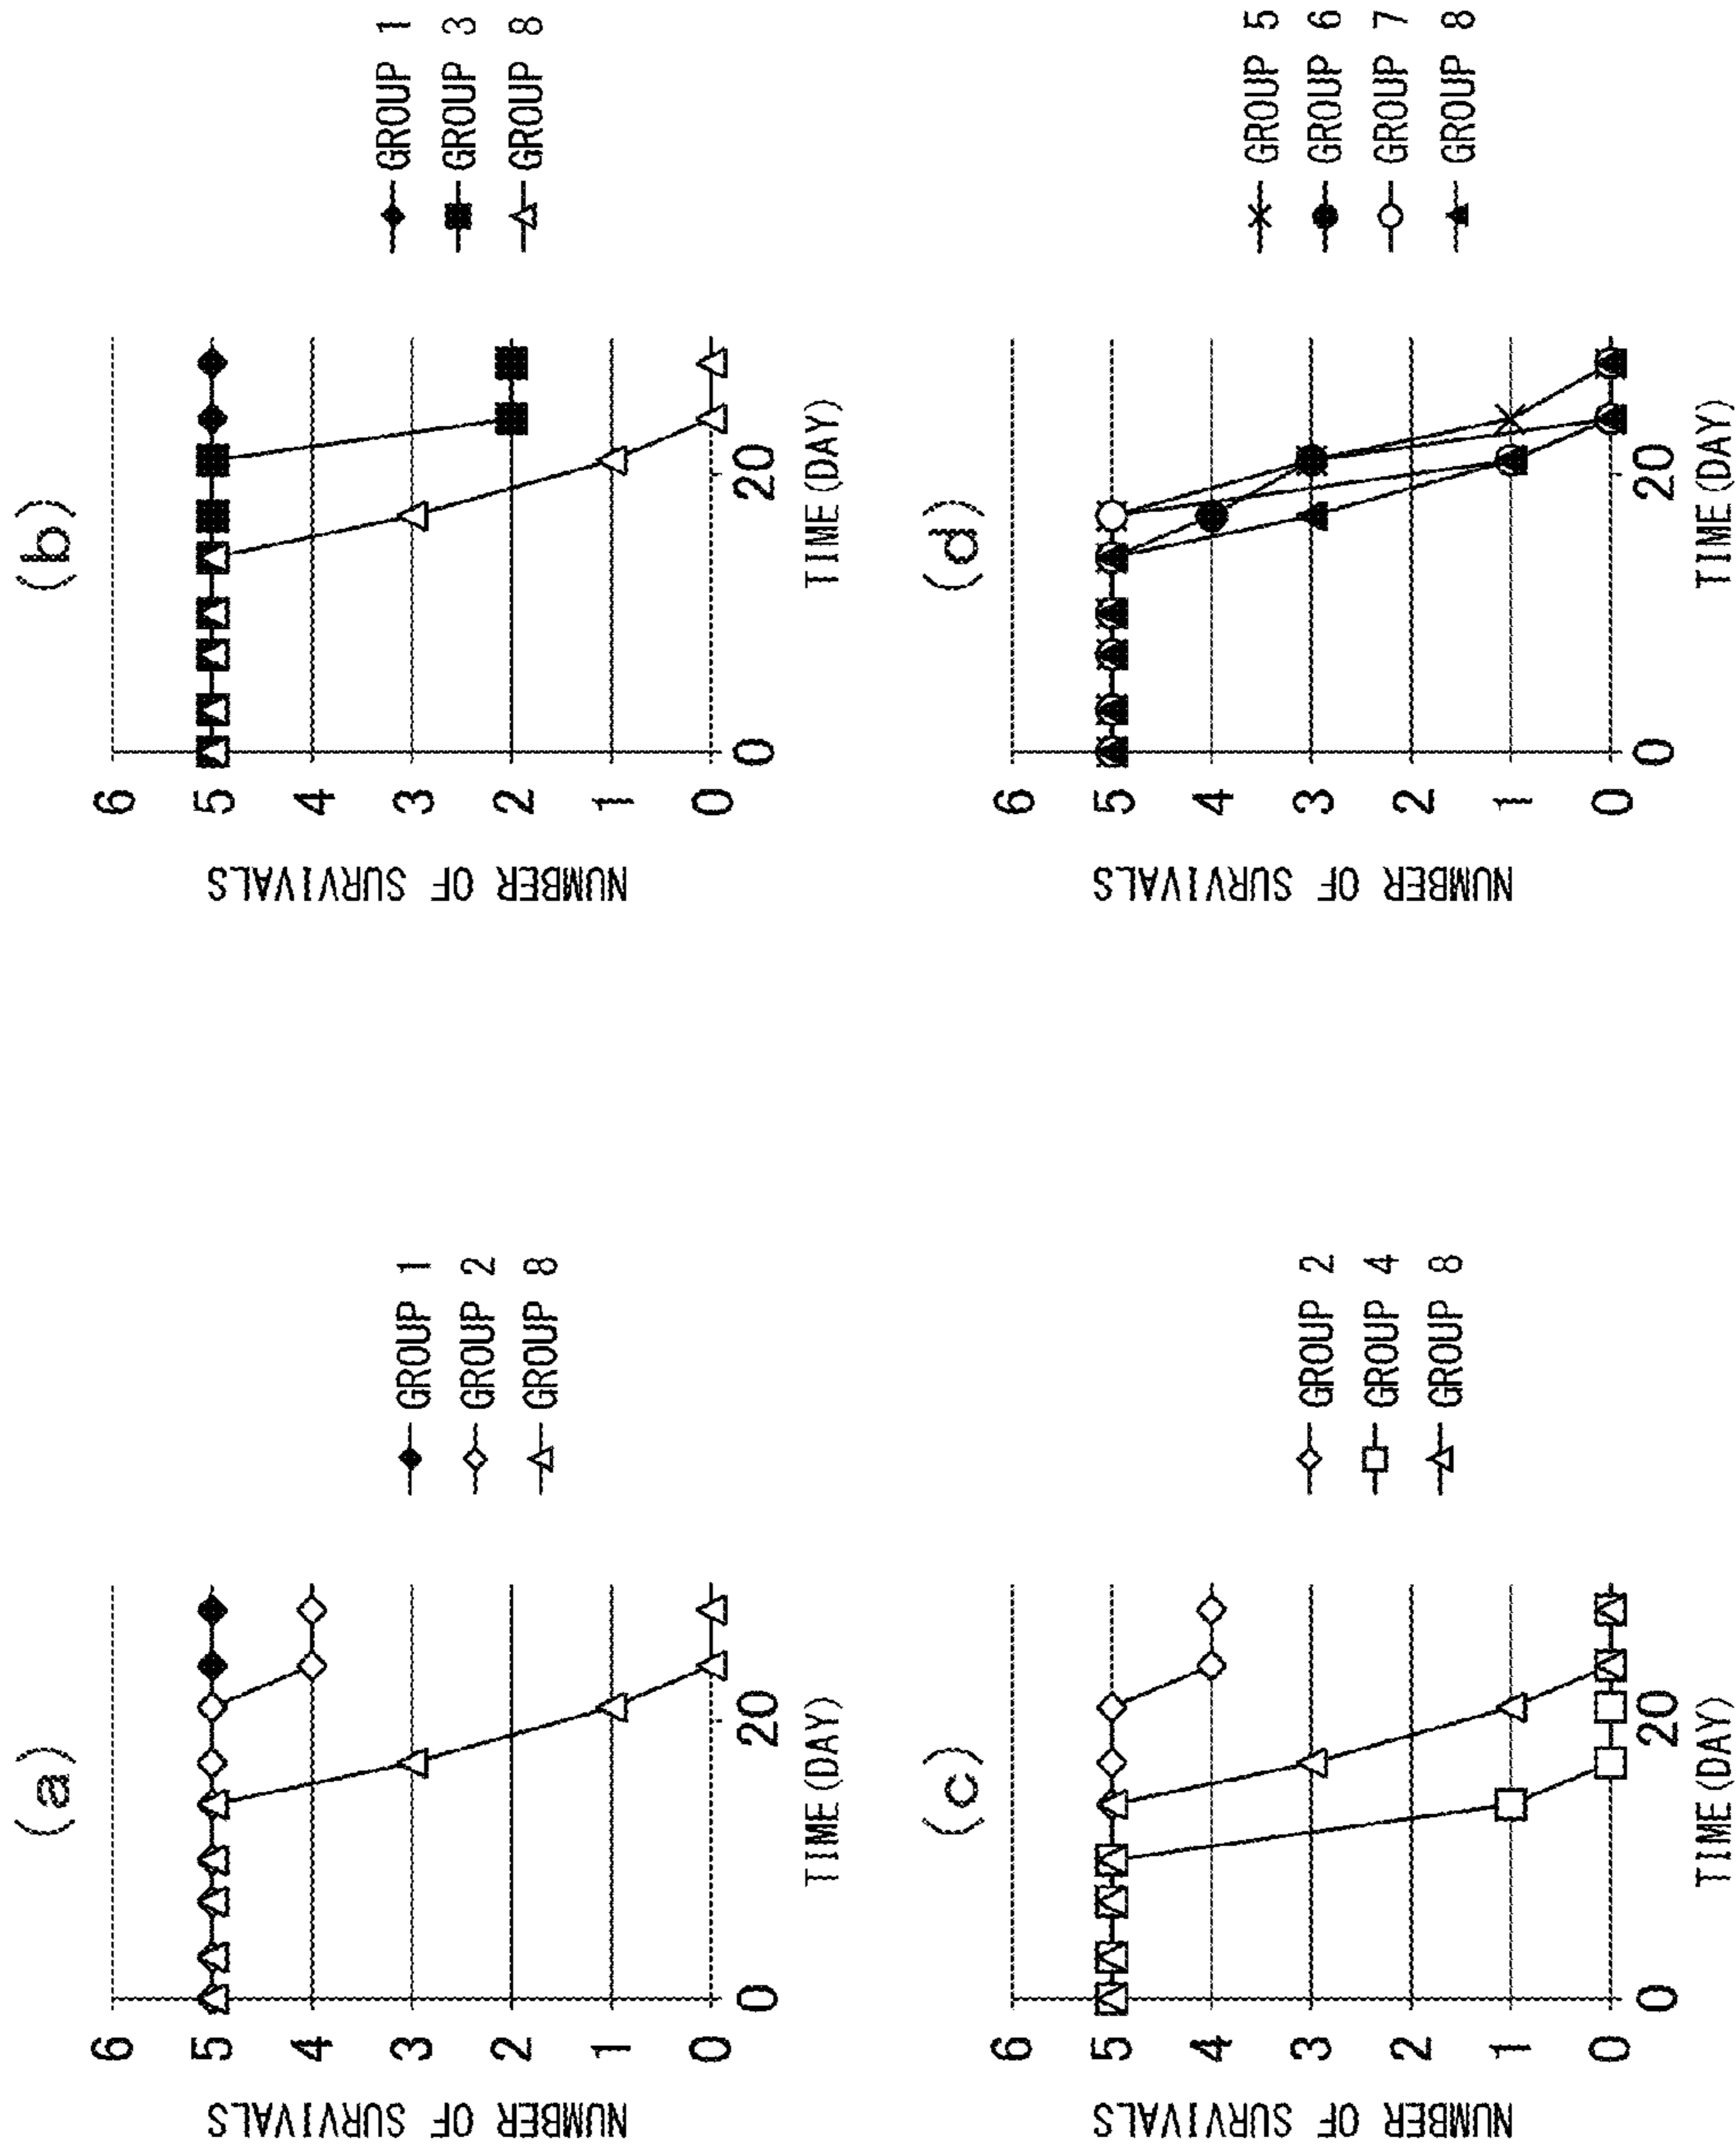 (a)
NUMBER OF SURVIVALS
6
5
4
3
2
1
0
0 20
TIME (DAY)
GROUP 1
GROUP 2
GROUP 8
(b)
NUMBER OF SURVIVALS
6
5
4
3
2
1
0
0 20
TIME (DAY)
GROUP 1
GROUP 3
GROUP 8
(c)
NUMBER OF SURVIVALS
6
5
4
3
2
1
0
0 20
TIME (DAY)
GROUP 2
GROUP 4
GROUP 8
(d)
NUMBER OF SURVIVALS
6
5
4
3
2
1
0
0 20
TIME (DAY)
GROUP 5
GROUP 6
GROUP 7
GROUP 8